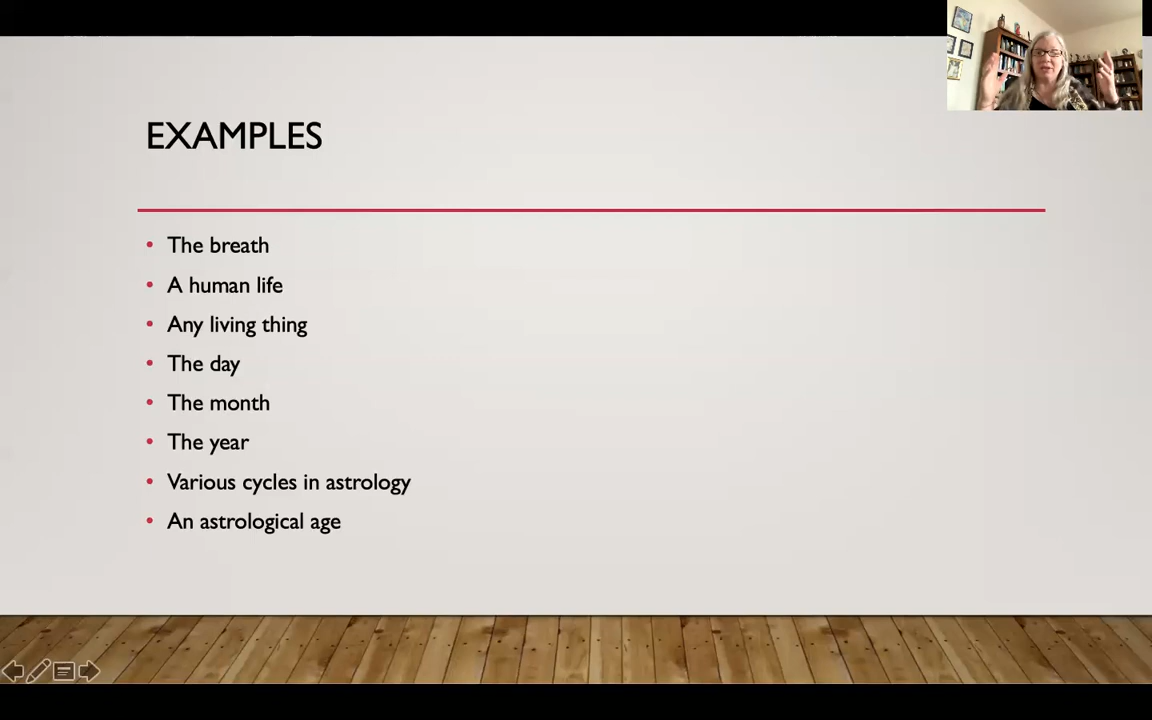 EXAMPLES
The breath
A human life
Any living thing
The day
The month
The year
Various cycles in astrology
An astrological age